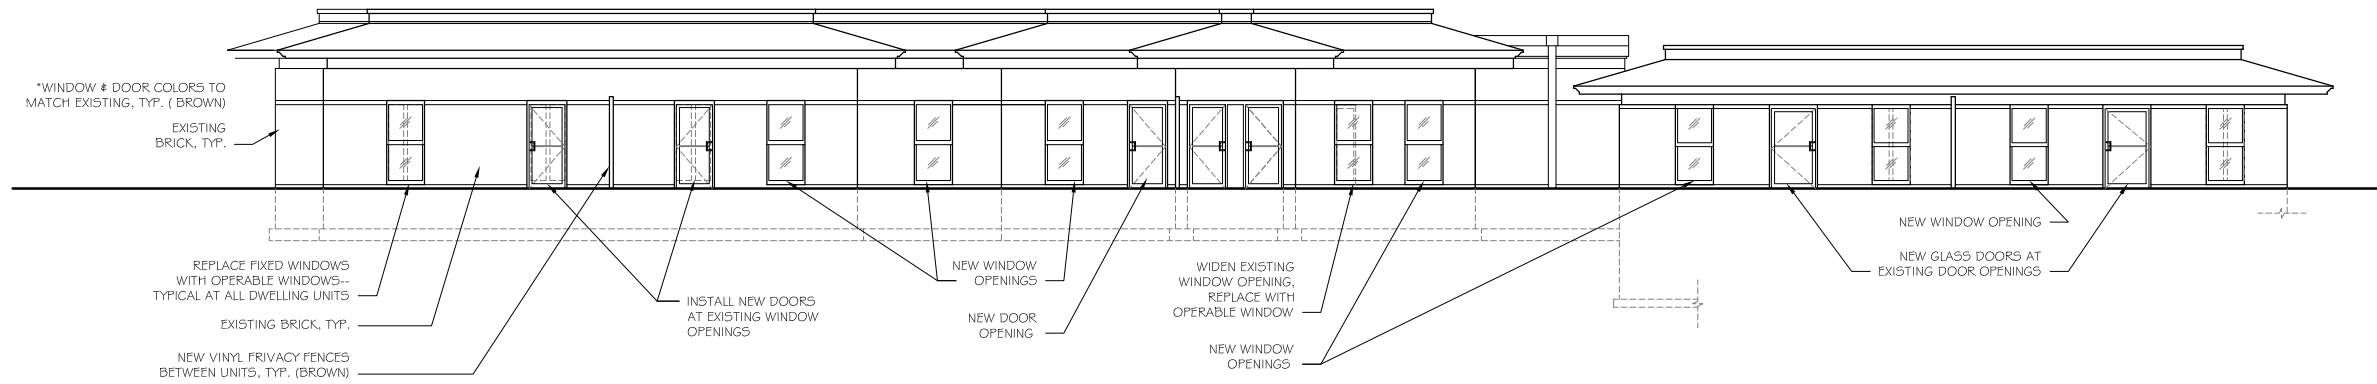 *WINDOW & DOOR COLORS TO
MATCH EXISTING, TYP. ( BROWN)
EXISTING
BRICK, TYP.
REPLACE FIXED WINDOWS
WITH OPERABLE WINDOWS--
TYPICAL AT ALL DWELLING UNITS
EXISTING BRICK, TYP.
NEW VINYL FRIVACY FENCES
BETWEEN UNITS, TYP. (BROWN)
INSTALL NEW DOORS
AT EXISTING WINDOW
OPENINGS
NEW WINDOW
OPENINGS
NEW DOOR
OPENING
WIDEN EXISTING
WINDOW OPENING,
REPLACE WITH
OPERABLE WINDOW
NEW WINDOW
OPENINGS
NEW WINDOW OPENING
NEW GLASS DOORS AT
EXISTING DOOR OPENINGS